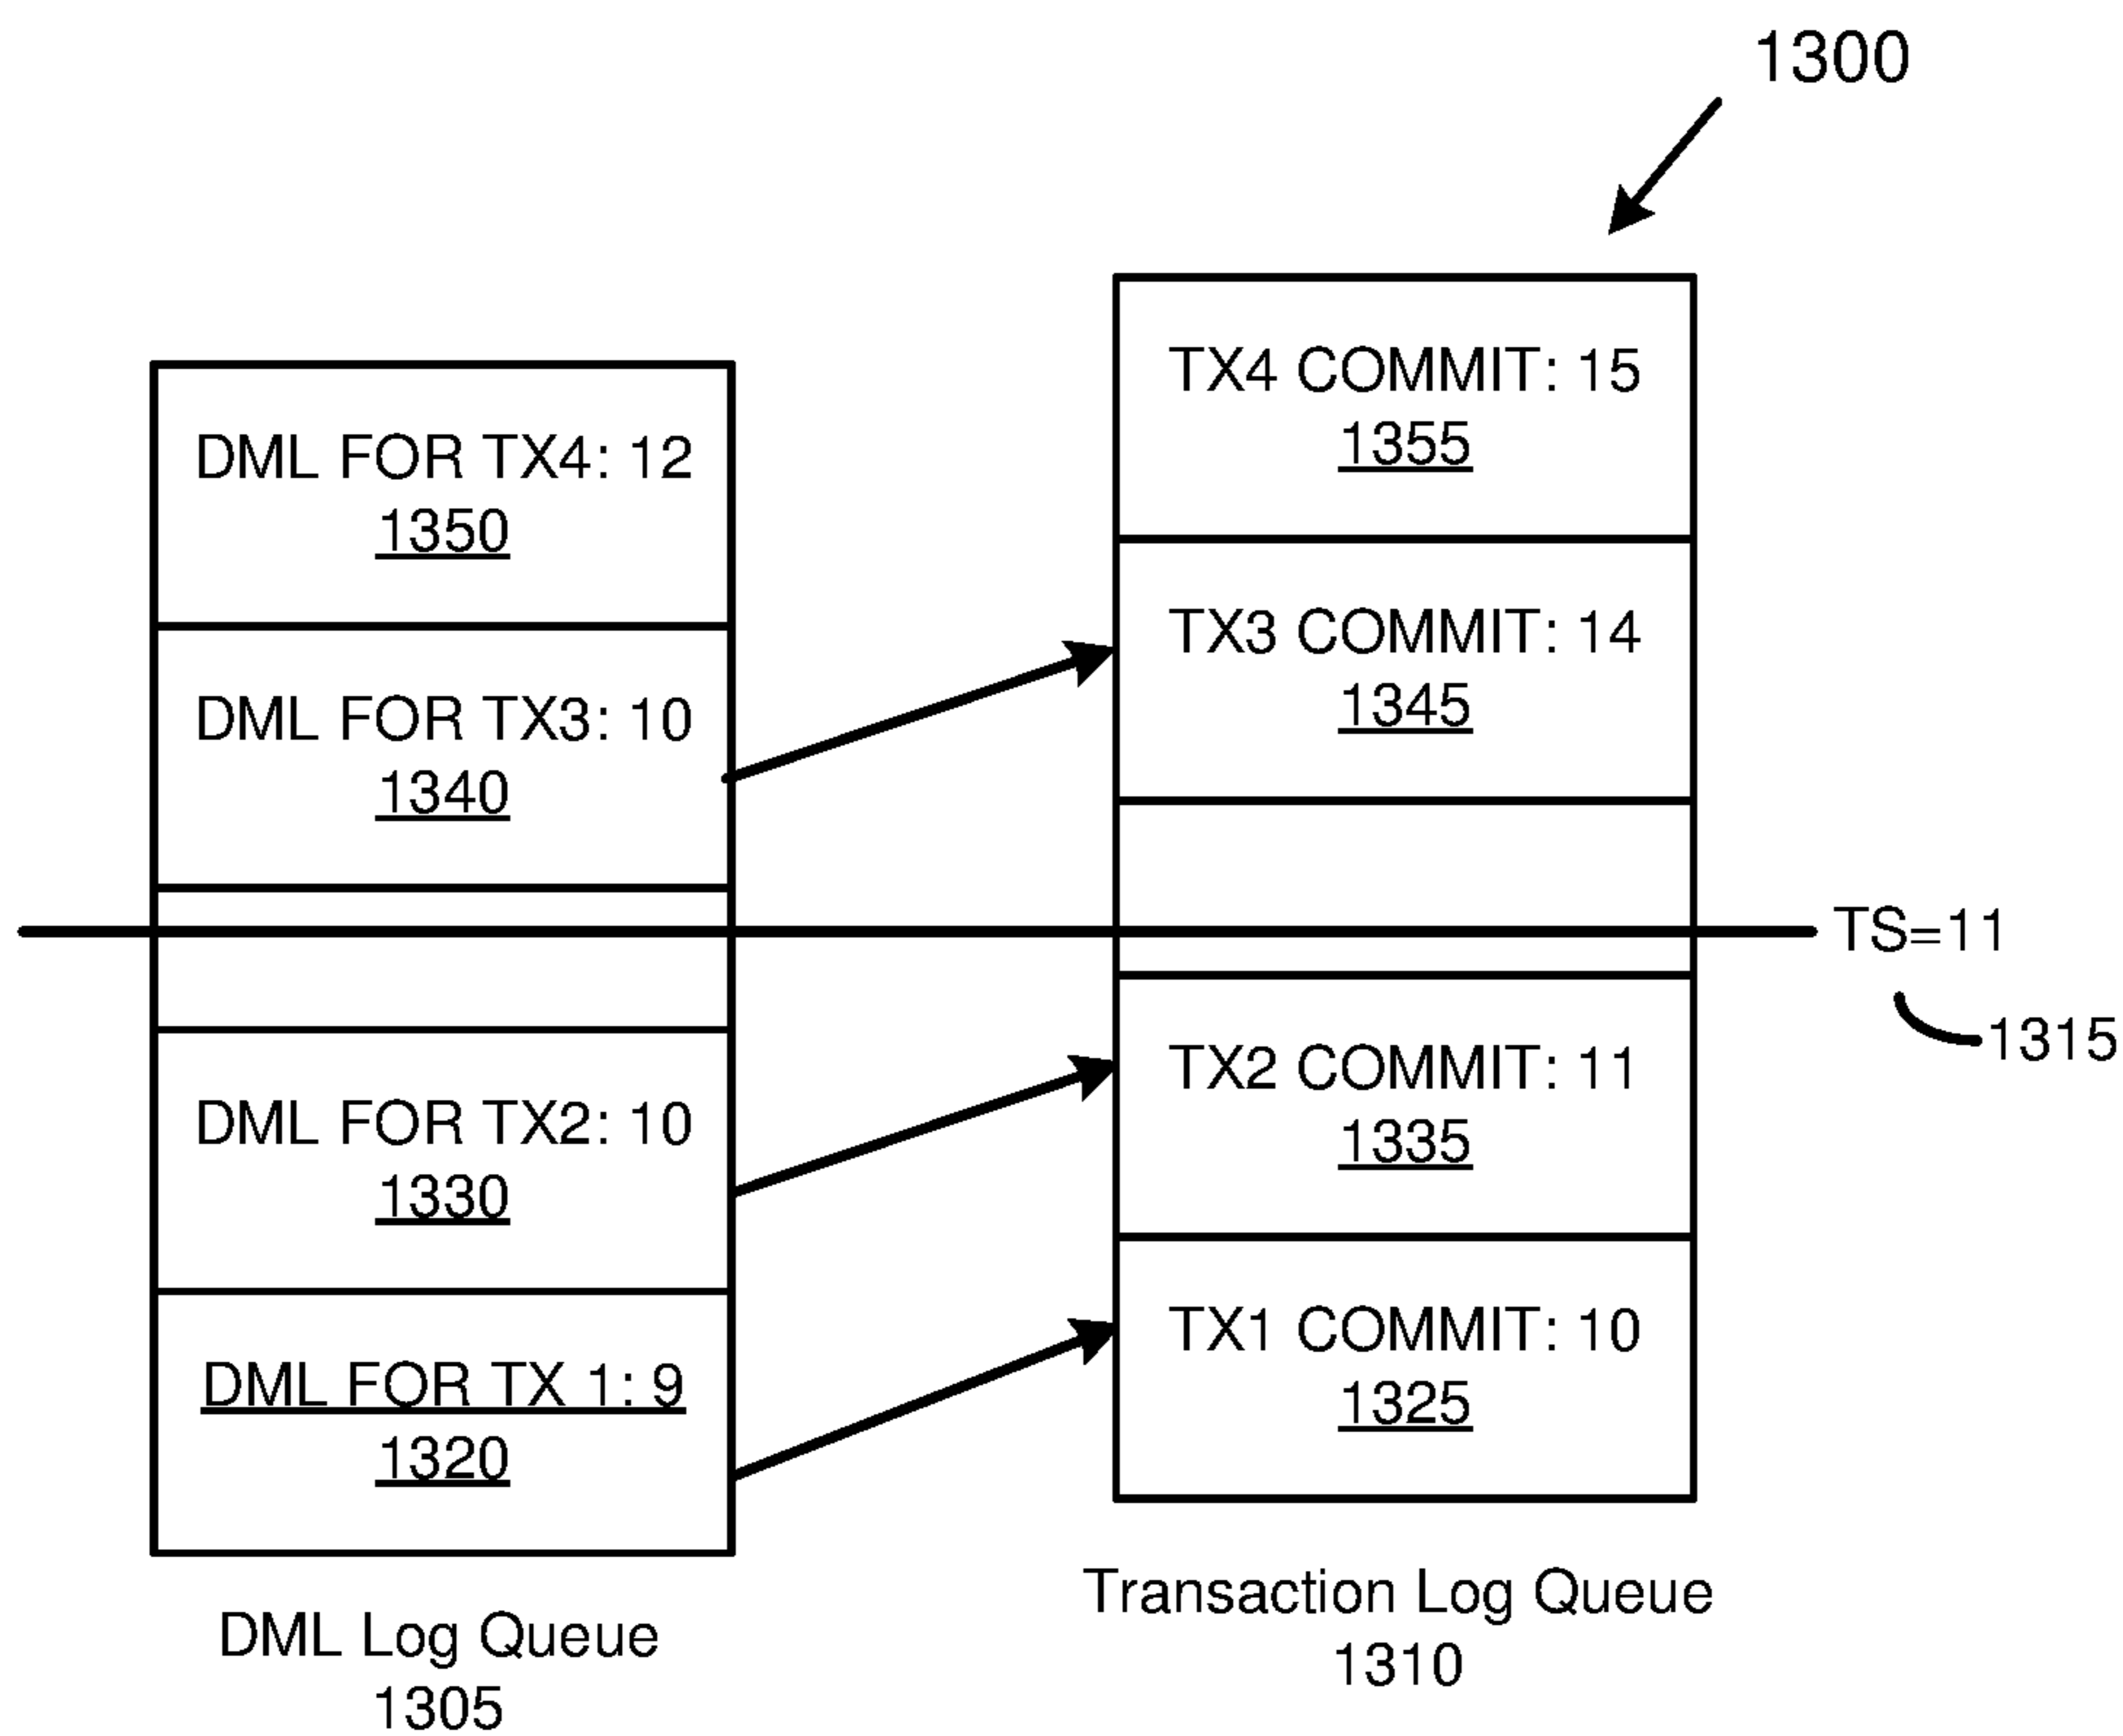 1300
DML FOR TX4: 12
1350
DML FOR TX3: 10
1340
DML FOR TX2: 10
1330
DML FOR TX 1: 9
1320
DML Log Queue
1305
TX4 COMMIT: 15
1355
TX3 COMMIT: 14
1345
TX2 COMMIT: 11
1335
TX1 COMMIT: 10
1325
Transaction Log Queue
1310
TS=11
1315